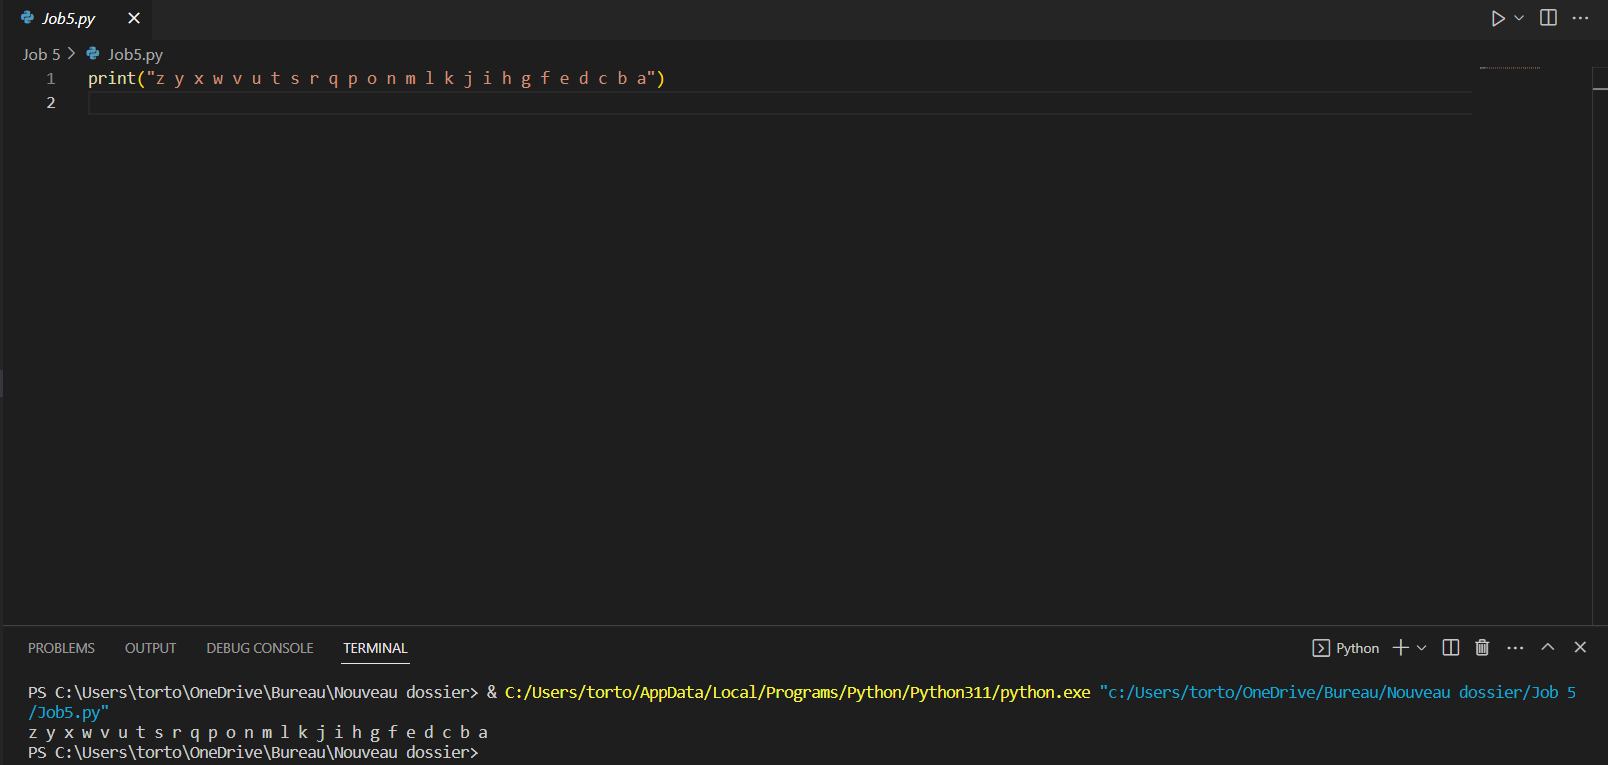 Job5.py
Job 5 > Job5.py
1 print("z y x w v u t s r q p o n m l k j i h g f e d c b a")
2
PROBLEMS OUTPUT DEBUG CONSOLE TERMINAL Python
PS C:\Users\torto\OneDrive\Bureau\Nouveau dossier> & C:/Users/torto/AppData/Local/Programs/Python/Python311/python.exe "c:/Users/torto/OneDrive/Bureau/Nouveau dossier/Job 5
/Job5.py"
z y x w v u t s r q p o n m l k j i h g f e d c b a
PS C:\Users\torto\OneDrive\Bureau\Nouveau dossier>